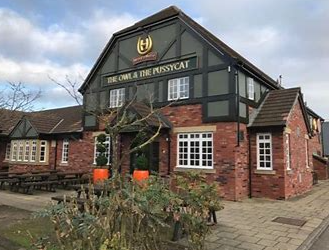 THE OWL & THE PUSSYCAT